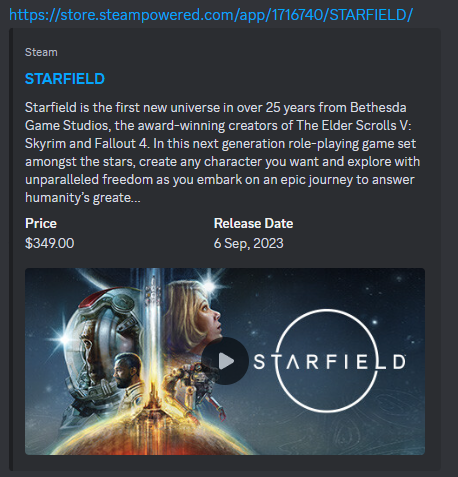 https://store.steampowered.com/app/1716740/STARFIELD/
Steam
STARFIELD
Starfield is the first new universe in over 25 years from Bethesda
Game Studios, the award-winning creators of The Elder Scrolls V:
Skyrim and Fallout 4. In this next generation role-playing game set
amongst the stars, create any character you want and explore with
unparalleled freedom as you embark on an epic journey to answer
humanity’s greate...
Price Release Date
$349.00 6 Sep, 2023
STARFIELD